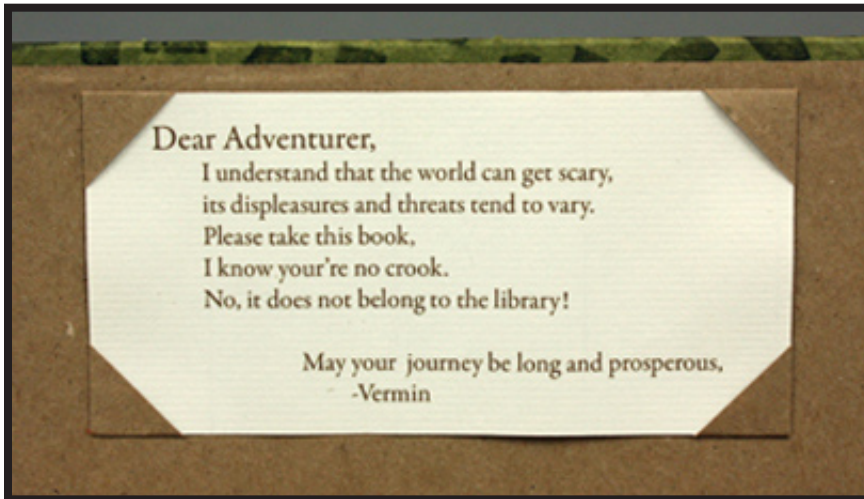 Dear Adventurer,
I understand that the world can get scary,
its displeasures and threats tend to vary.
Please take this book,
I know your're no crook.
No, it does not belong to the library!
May your journey be long and prosperous,
-Vermin